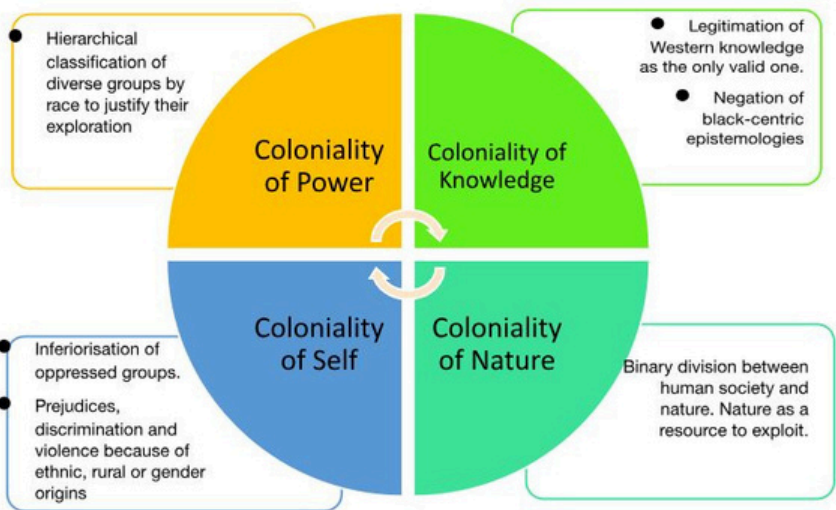 Hierarchical
classification of
diverse groups by
race to justify their
exploration
Coloniality
of Power
Legitimation of
Western knowledge
as the only valid one.
Negation of
black-centric
epistemologies
Coloniality of
Knowledge
Inferiorisation of
oppressed groups.
Prejudices,
discrimination and
violence because of
ethnic, rural or gender
origins
Coloniality
of Self
Coloniality
of Nature
Binary division between
human society and
nature. Nature as a
resource to exploit.